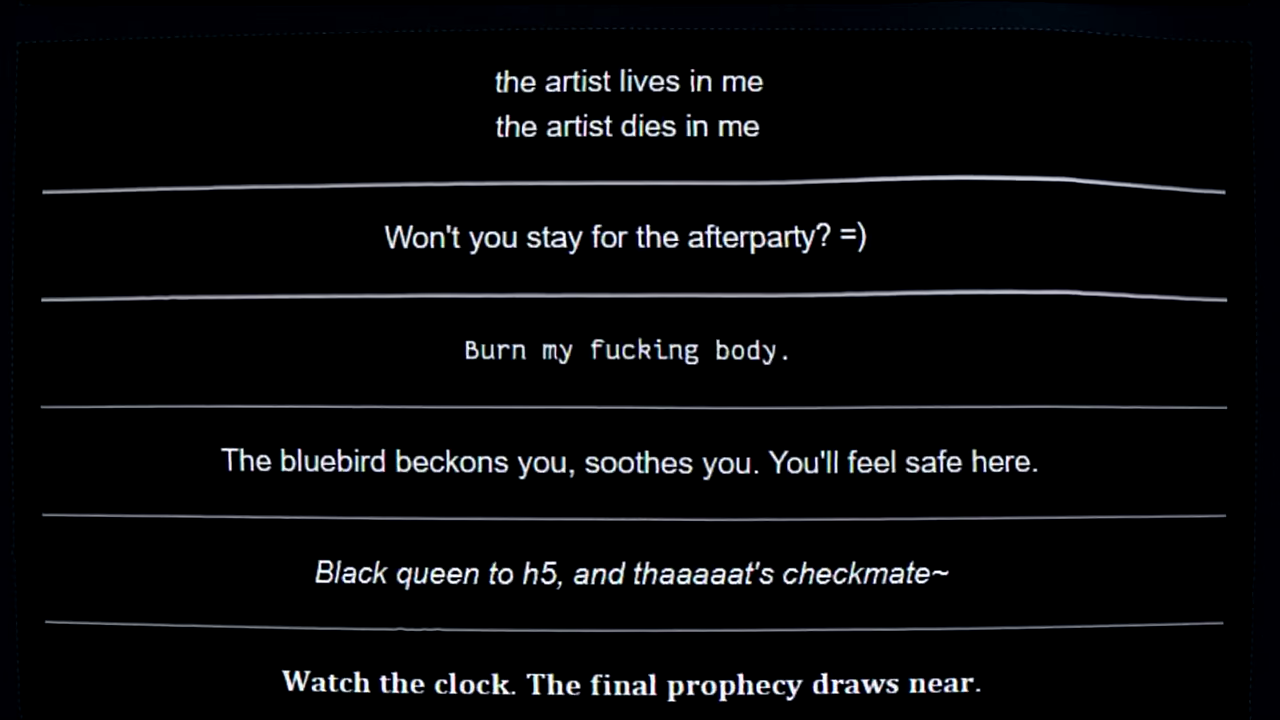 the artist lives in me
the artist dies in me
Won't you stay for the afterparty? =)
Burn my fucking body.
The bluebird beckons you, soothes you. You'll feel safe here.
Black queen to h5, and thaaaaat's checkmate~
Watch the clock. The final prophecy draws near.